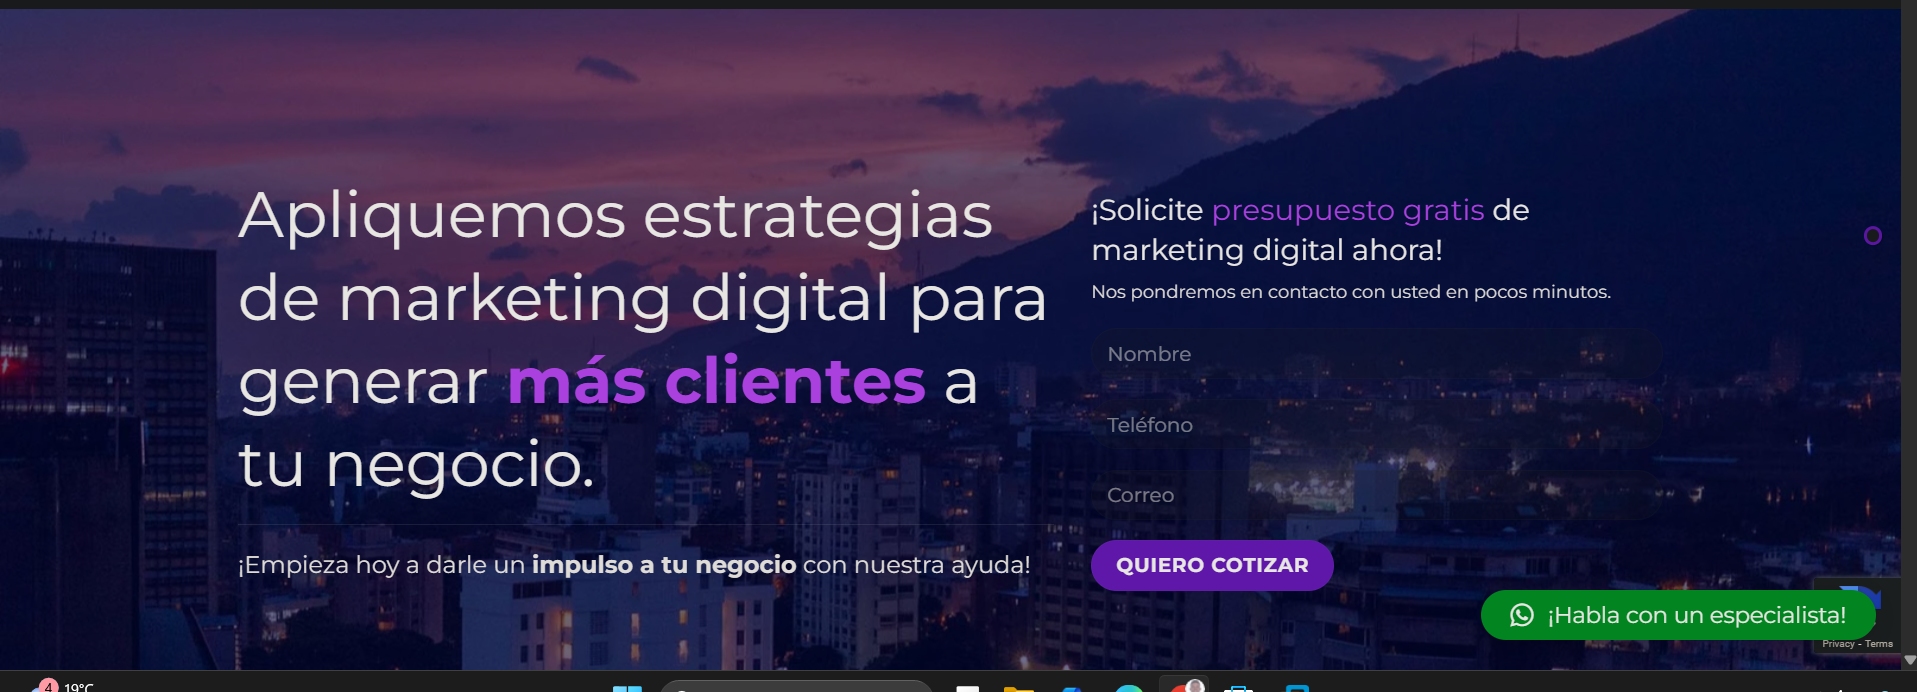 Apliquemos estrategias
de marketing digital para
generar más clientes a
tu negocio.
¡Empieza hoy a darle un impulso a tu negocio con nuestra ayuda!
¡Solicite presupuesto gratis de
marketing digital ahora!
Nos pondremos en contacto con usted en pocos minutos.
Nombre
Teléfono
Correo
QUIERO COTIZAR
¡Habla con un especialista!
Privacy - Terms
4
19°C